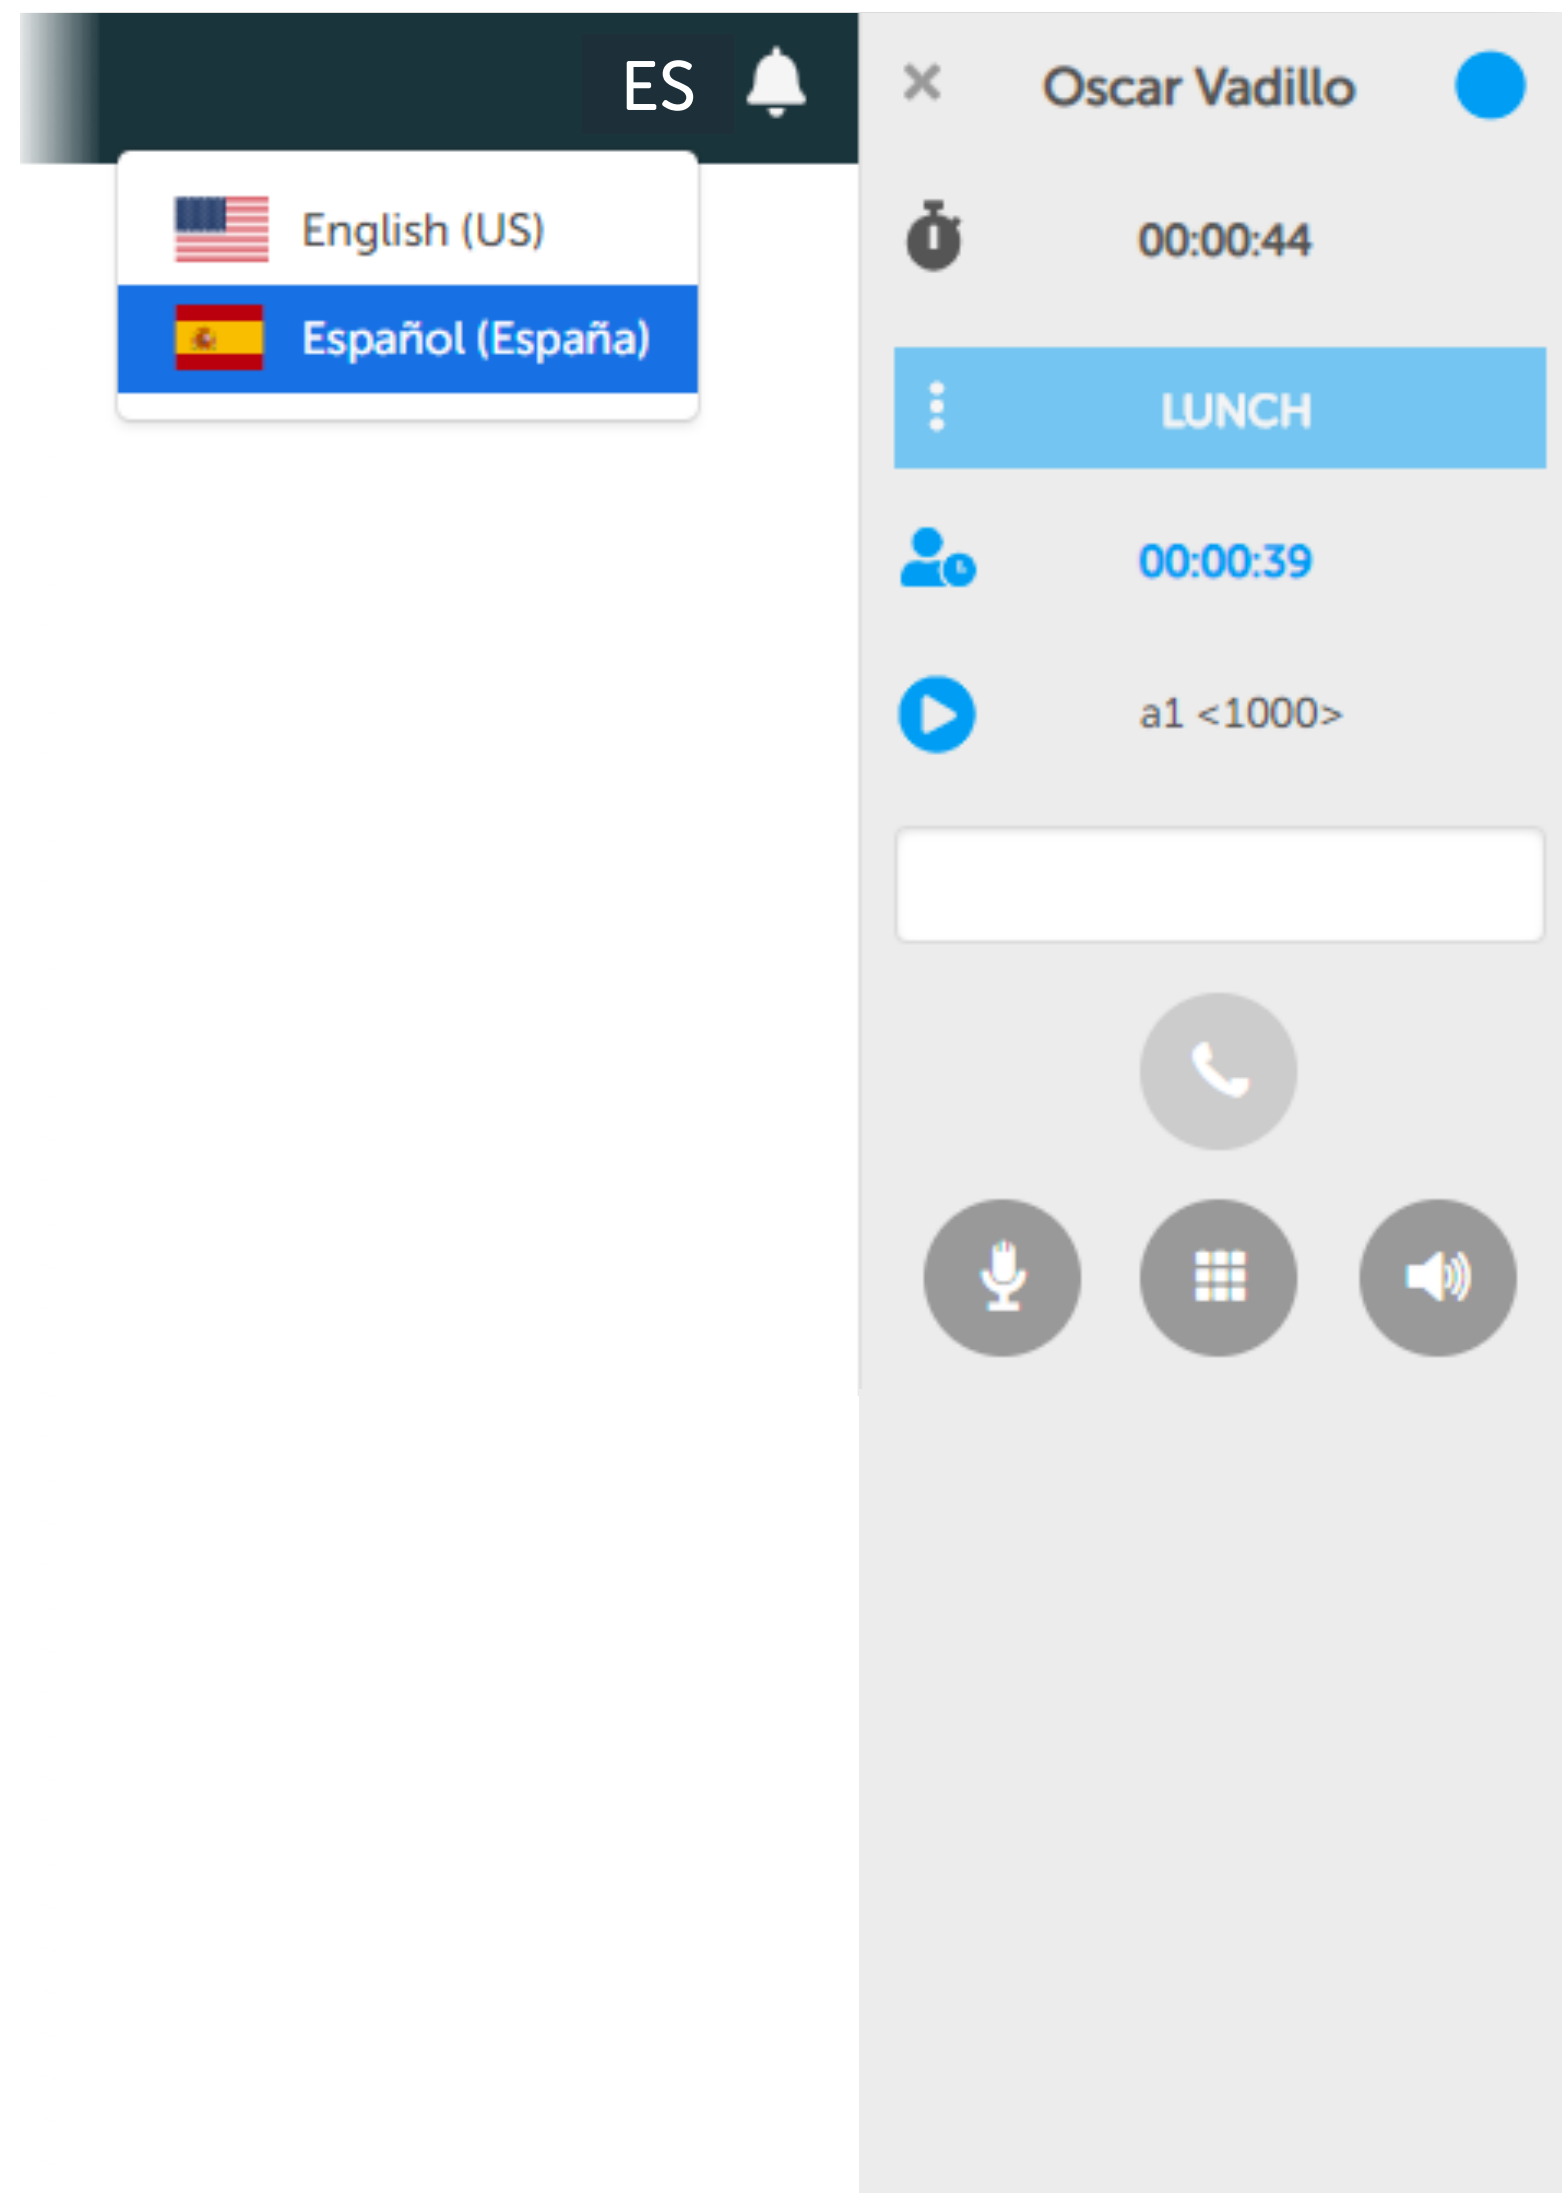 ES
English (US)
Español (España)
Oscar Vadillo
00:00:44
LUNCH
00:00:39
a1 <1000>